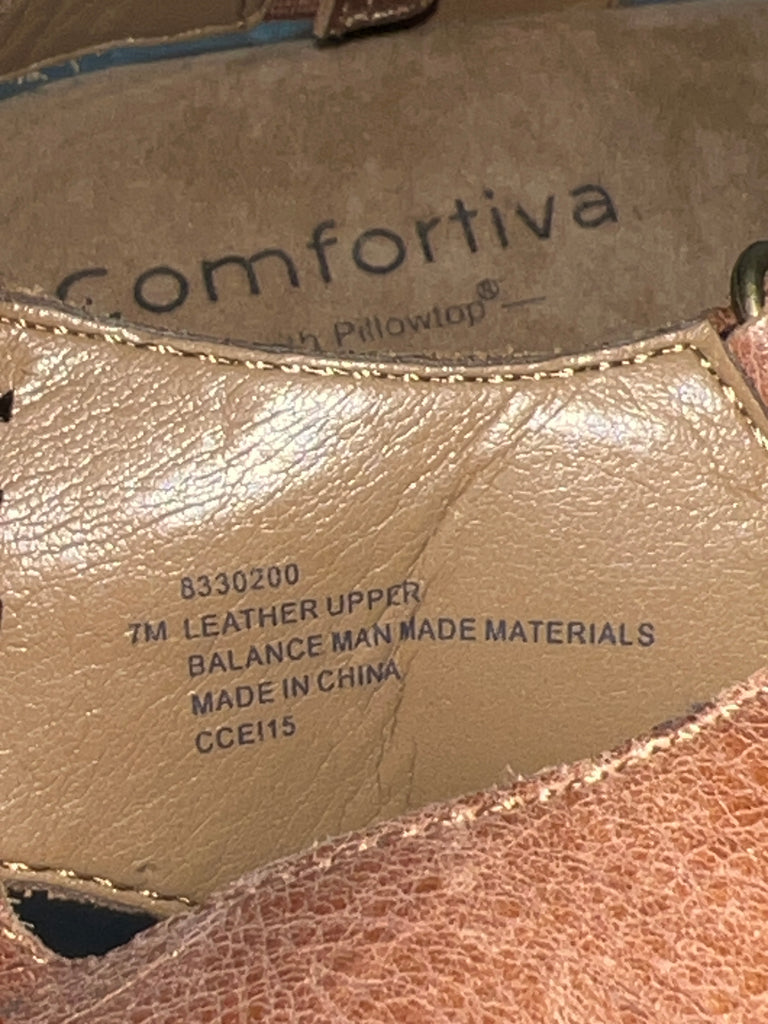 Comfortiva
Pillowtop®
8330200
7M LEATHER UPPER
BALANCE MAN MADE MATERIALS
MADE IN CHINA
CCEI15